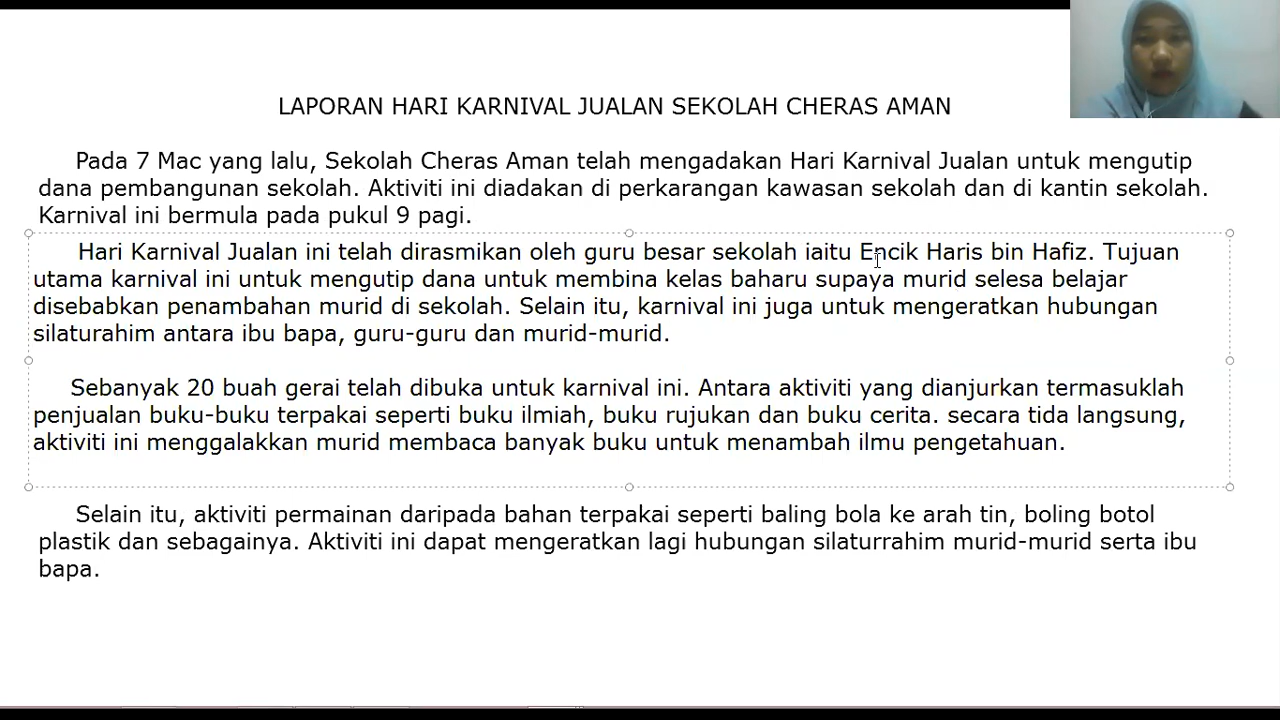 LAPORAN HARI KARNIVAL JUALAN SEKOLAH CHERAS AMAN
Pada 7 Mac yang lalu, Sekolah Cheras Aman telah mengadakan Hari Karnival Jualan untuk mengutip
dana pembangunan sekolah. Aktiviti ini diadakan di perkarangan kawasan sekolah dan di kantin sekolah.
Karnival ini bermula pada pukul 9 pagi.
Hari Karnival Jualan ini telah dirasmikan oleh guru besar sekolah iaitu Encik Haris bin Hafiz. Tujuan
utama karnival ini untuk mengutip dana untuk membina kelas baharu supaya murid selesa belajar
disebabkan penambahan murid di sekolah. Selain itu, karnival ini juga untuk mengeratkan hubungan
silaturahim antara ibu bapa, guru-guru dan murid-murid.
Sebanyak 20 buah gerai telah dibuka untuk karnival ini. Antara aktiviti yang dianjurkan termasuklah
penjualan buku-buku terpakai seperti buku ilmiah, buku rujukan dan buku cerita. secara tida langsung,
aktiviti ini menggalakkan murid membaca banyak buku untuk menambah ilmu pengetahuan.
Selain itu, aktiviti permainan daripada bahan terpakai seperti baling bola ke arah tin, boling botol
plastik dan sebagainya. Aktiviti ini dapat mengeratkan lagi hubungan silaturrahim murid-murid serta ibu
bapa.